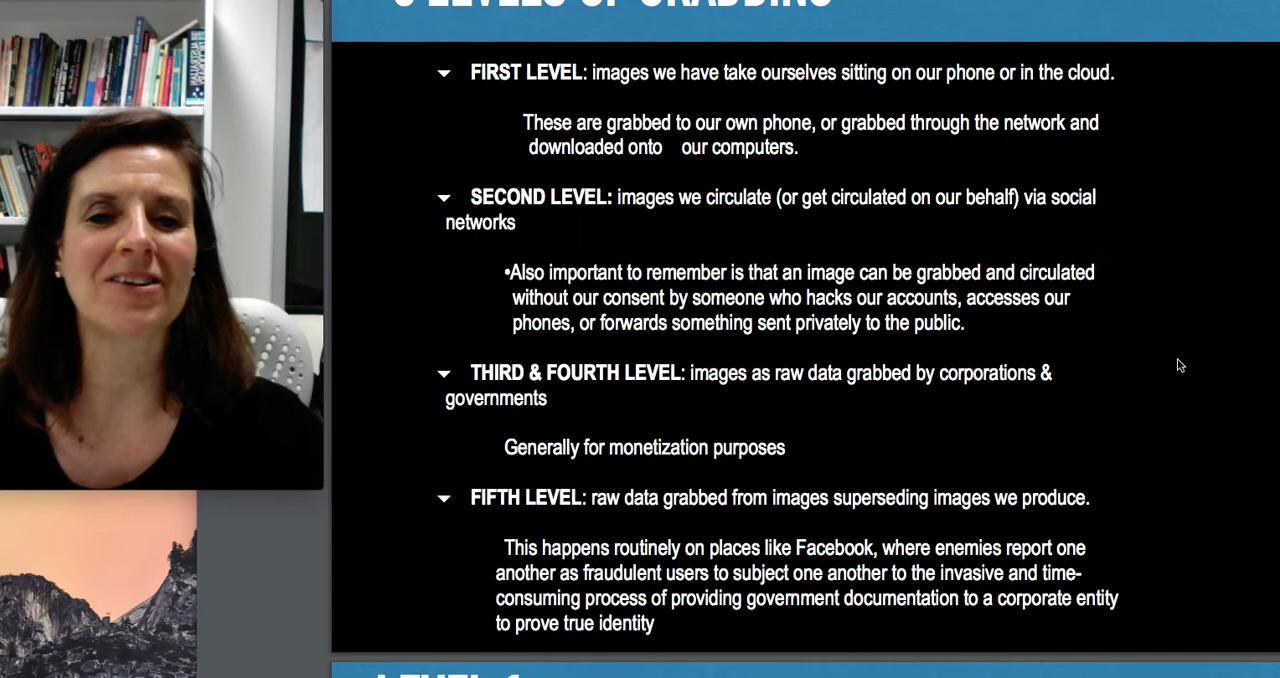 5 LEVELS OF GRABBING
FIRST LEVEL: images we have take ourselves sitting on our phone or in the cloud.
These are grabbed to our own phone, or grabbed through the network and
downloaded onto our computers.
SECOND LEVEL: images we circulate (or get circulated on our behalf) via social
networks
•Also important to remember is that an image can be grabbed and circulated
without our consent by someone who hacks our accounts, accesses our
phones, or forwards something sent privately to the public.
THIRD & FOURTH LEVEL: images as raw data grabbed by corporations &
governments
Generally for monetization purposes
FIFTH LEVEL: raw data grabbed from images superseding images we produce.
This happens routinely on places like Facebook, where enemies report one
another as fraudulent users to subject one another to the invasive and time-
consuming process of providing government documentation to a corporate entity
to prove true identity
LEVEL 1